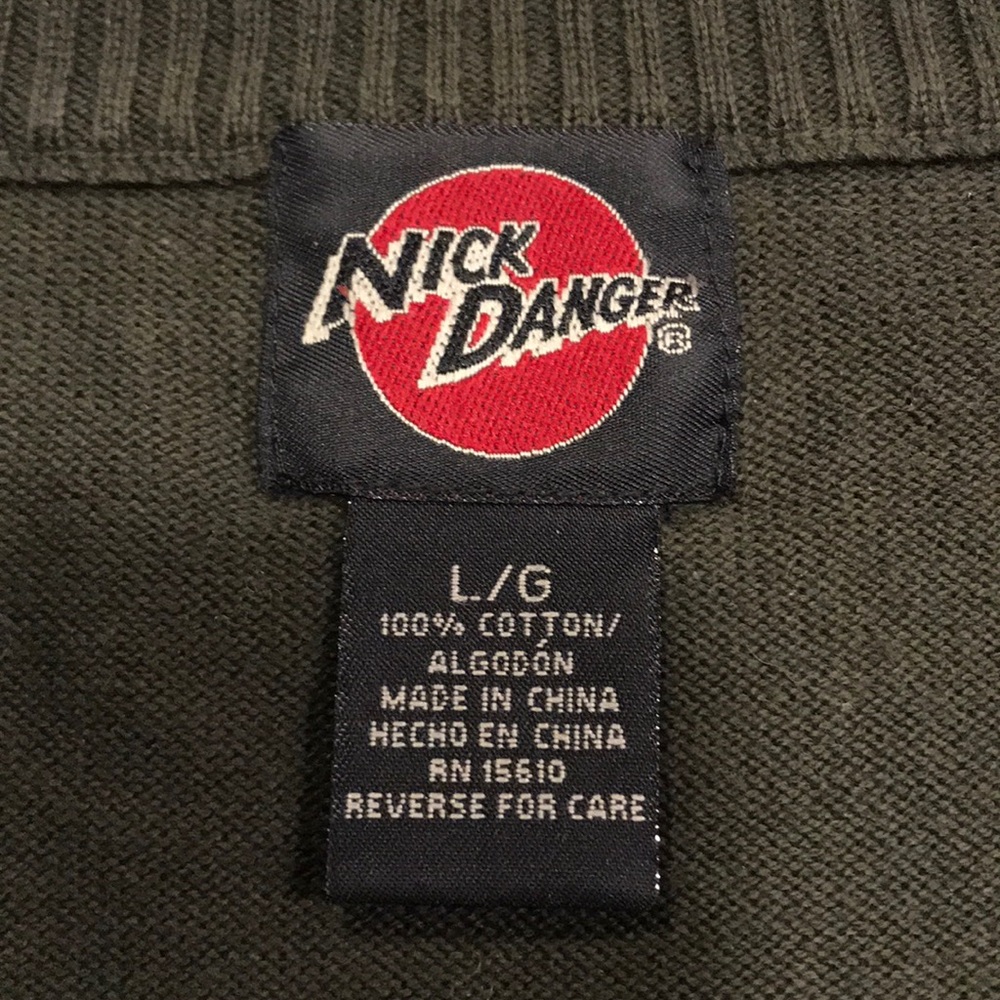 NICK
DANGER®
L/G
100% COTTON/
ALGODÓN
MADE IN CHINA
HECHO EN CHINA
RN 15610
REVERSE FOR CARE